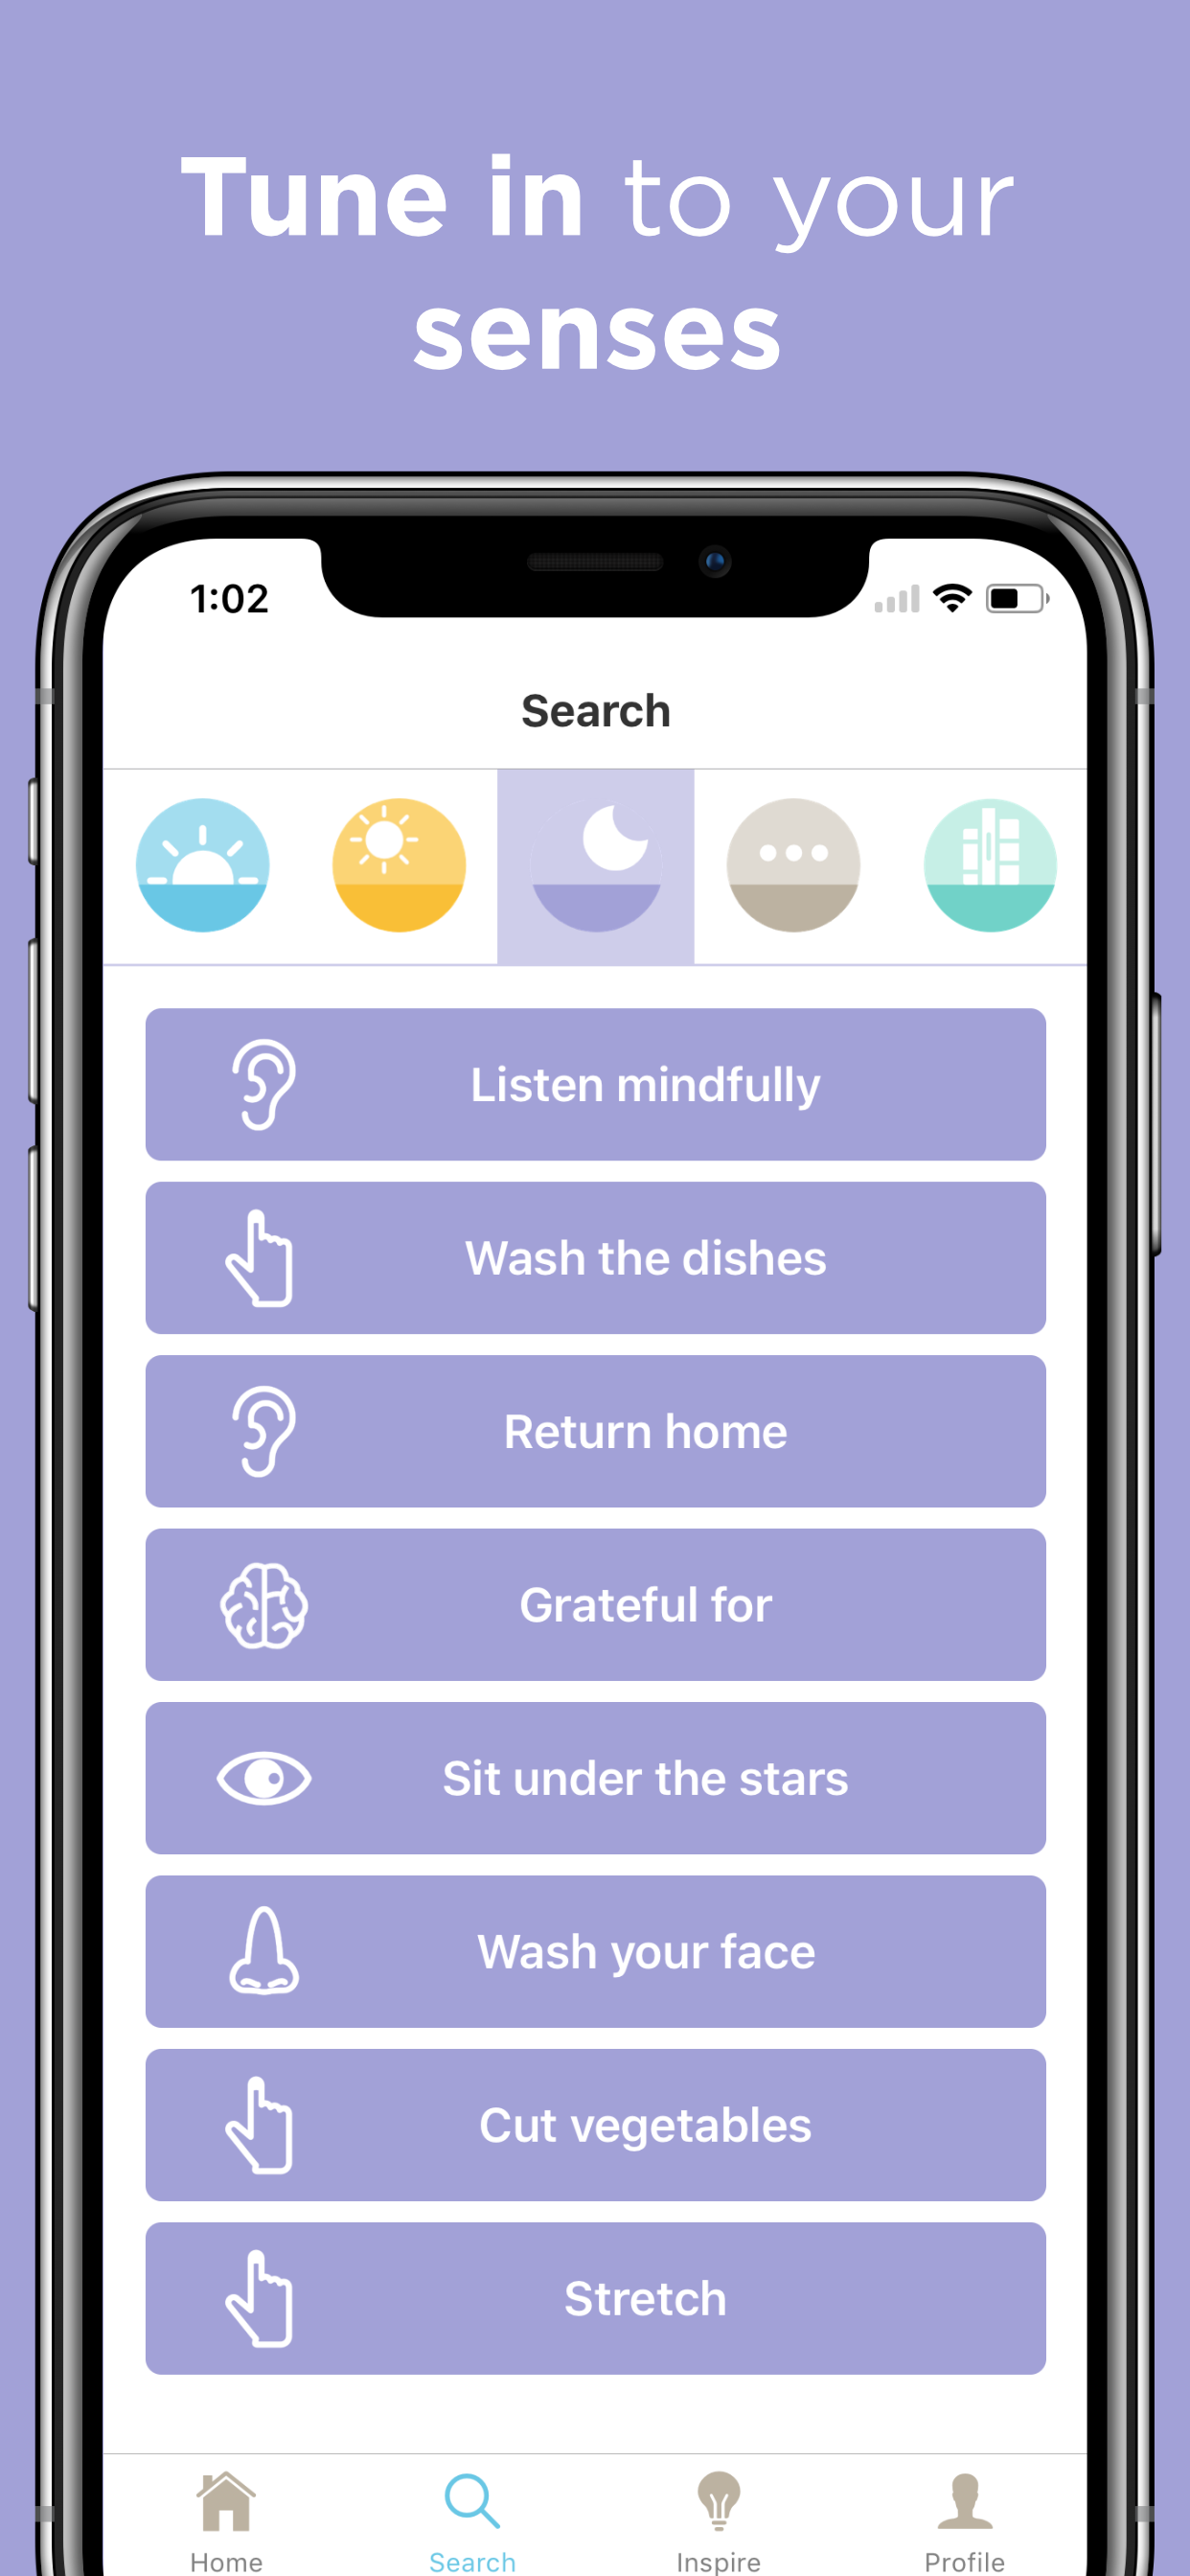 Tune in to your
senses
1:02
Search
Listen mindfully
Wash the dishes
Return home
Grateful for
Sit under the stars
Wash your face
Cut vegetables
Stretch
Home Search Inspire Profile